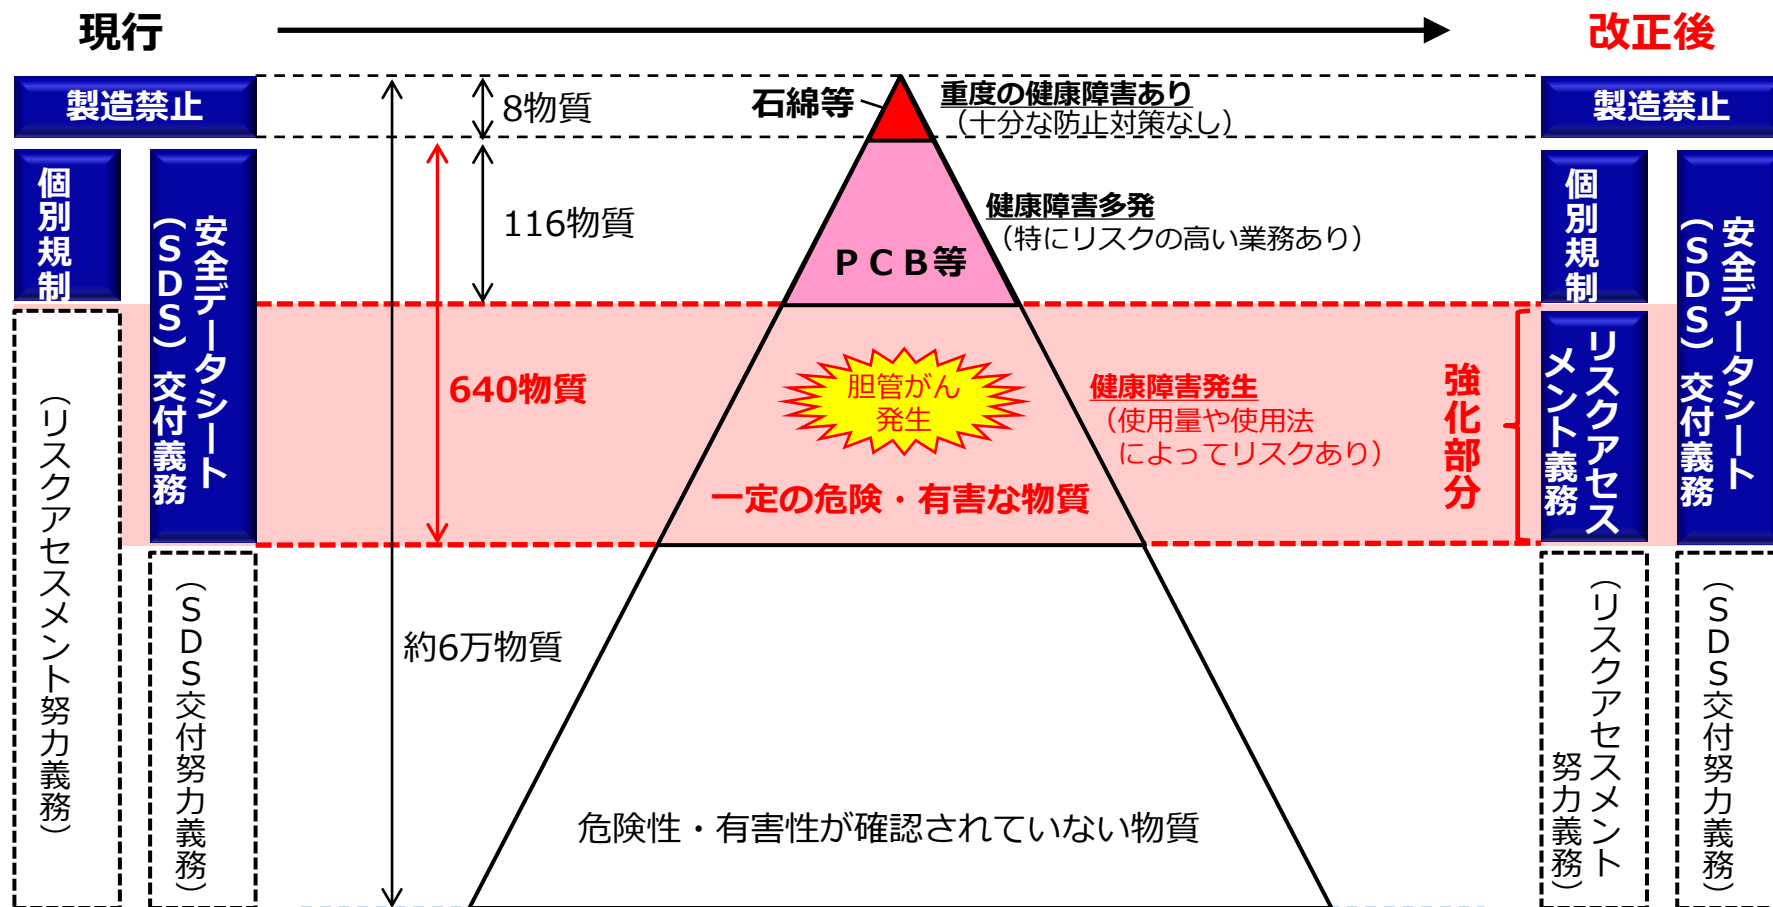 現行
改正後
製造禁止
個別規制
安全データシート
(SDS)交付義務
(リスクアセスメント努力義務)
(SDS交付努力義務)
8物質
116物質
640物質
約6万物質
石綿等
重度の健康障害あり
(十分な防止対策なし)
PCB等
健康障害多発
(特にリスクの高い業務あり)
胆管がん
発生
健康障害発生
(使用量や使用法
によってリスクあり)
一定の危険・有害な物質
危険性・有害性が確認されていない物質
強化部分
製造禁止
個別規制
リスクアセス
メント義務
安全データシート
(SDS)交付義務
(リスクアセスメント
努力義務)
(SDS交付努力義務)